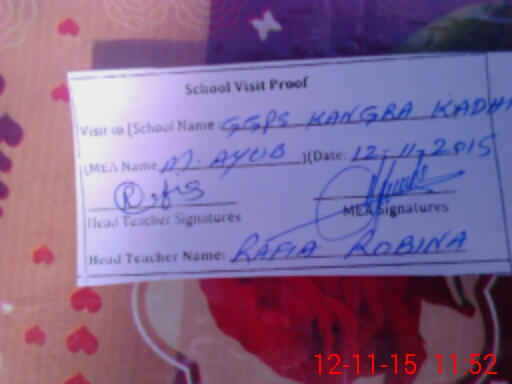 School Visit Proof
Visit to (School Name: GGPS KANGRA KADHI
(MEA Name M. AYUB )(Date: 12-11-2015
Head Teacher Signatures MEA Signatures
Head Teacher Name: RAFIA ROBINA
12-11-15 11:52